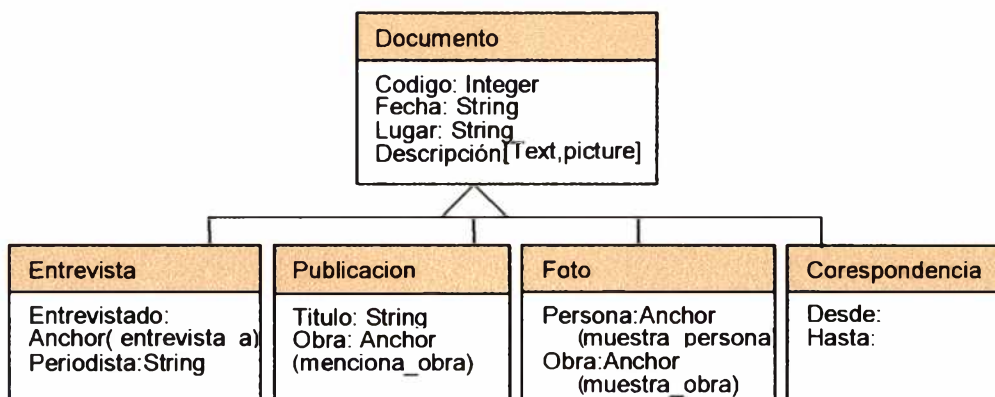 Documento
Codigo: Integer
Fecha: String
Lugar: String
Descripción[Text,picture]
Entrevista
Entrevistado:
Anchor( entrevista a)
Periodista:String
Publicacion
Titulo: String
Obra: Anchor
(menciona_obra)
Foto
Persona:Anchor
(muestra persona
Obra:Anchor
(muestra_obra)
Corespondencia
Desde:
Hasta: